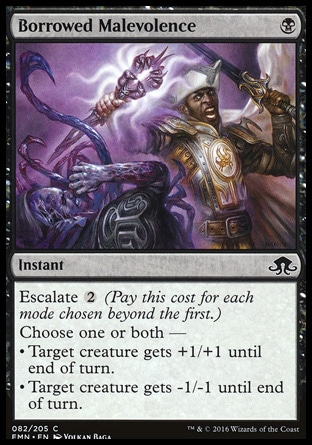 Borrowed Malevolence
Instant
Escalate 2 (Pay this cost for each
mode chosen beyond the first.)
Choose one or both —
• Target creature gets +1/+1 until
end of turn.
• Target creature gets -1/-1 until end
of turn.
082/205 C
EMN • EN Volkan Baga
™ & © 2016 Wizards of the Coast